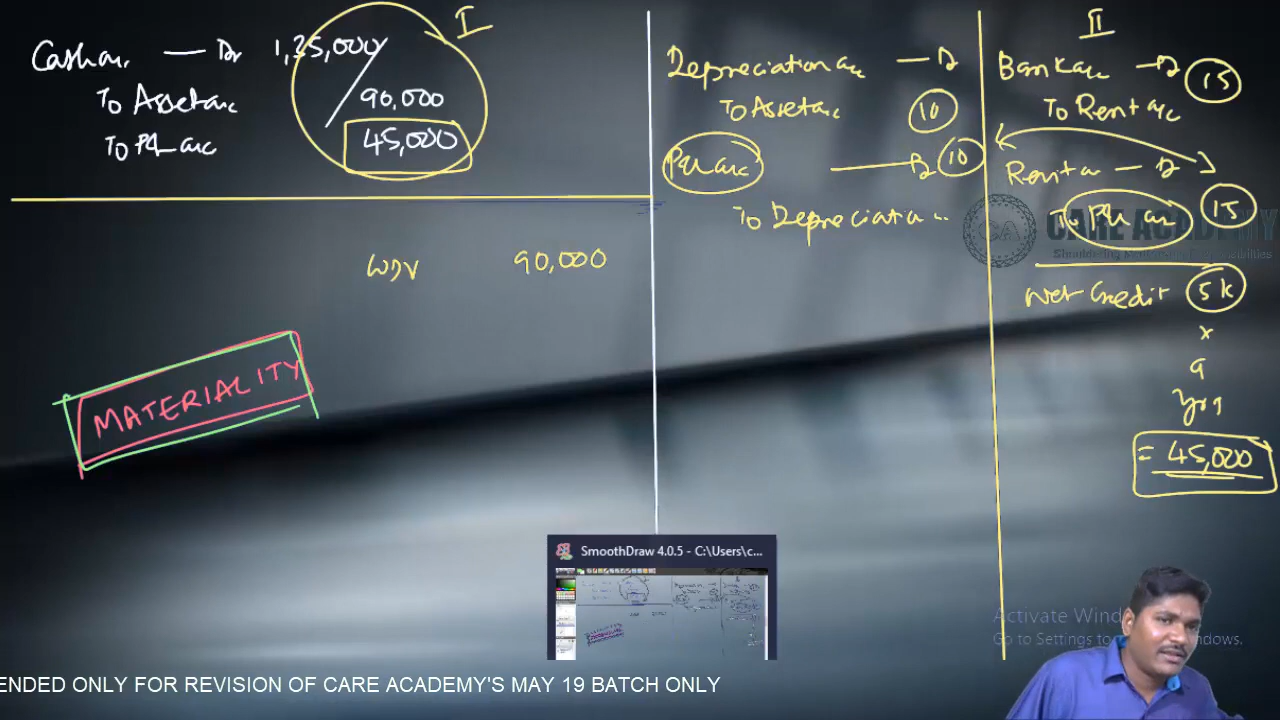 I
Cash a/c — Dr 1,35,000
To Asset a/c 90,000
To P/L a/c 45,000
WDV 90,000
MATERIALITY
Depreciation a/c — Dr
To Asset a/c 10
P/L a/c — Dr 10
To Depreciation
II
Bank a/c — Dr 15
To Rent a/c
Rent a/c — Dr
To P/L a/c 15
CARE ACADEMY
CA
Net Credit 5k
x
9
yrs
= 45,000
SmoothDraw 4.0.5 - C:\Users\c...
Activate Wind
Go to Settings to ndows.
ENDED ONLY FOR REVISION OF CARE ACADEMY'S MAY 19 BATCH ONLY